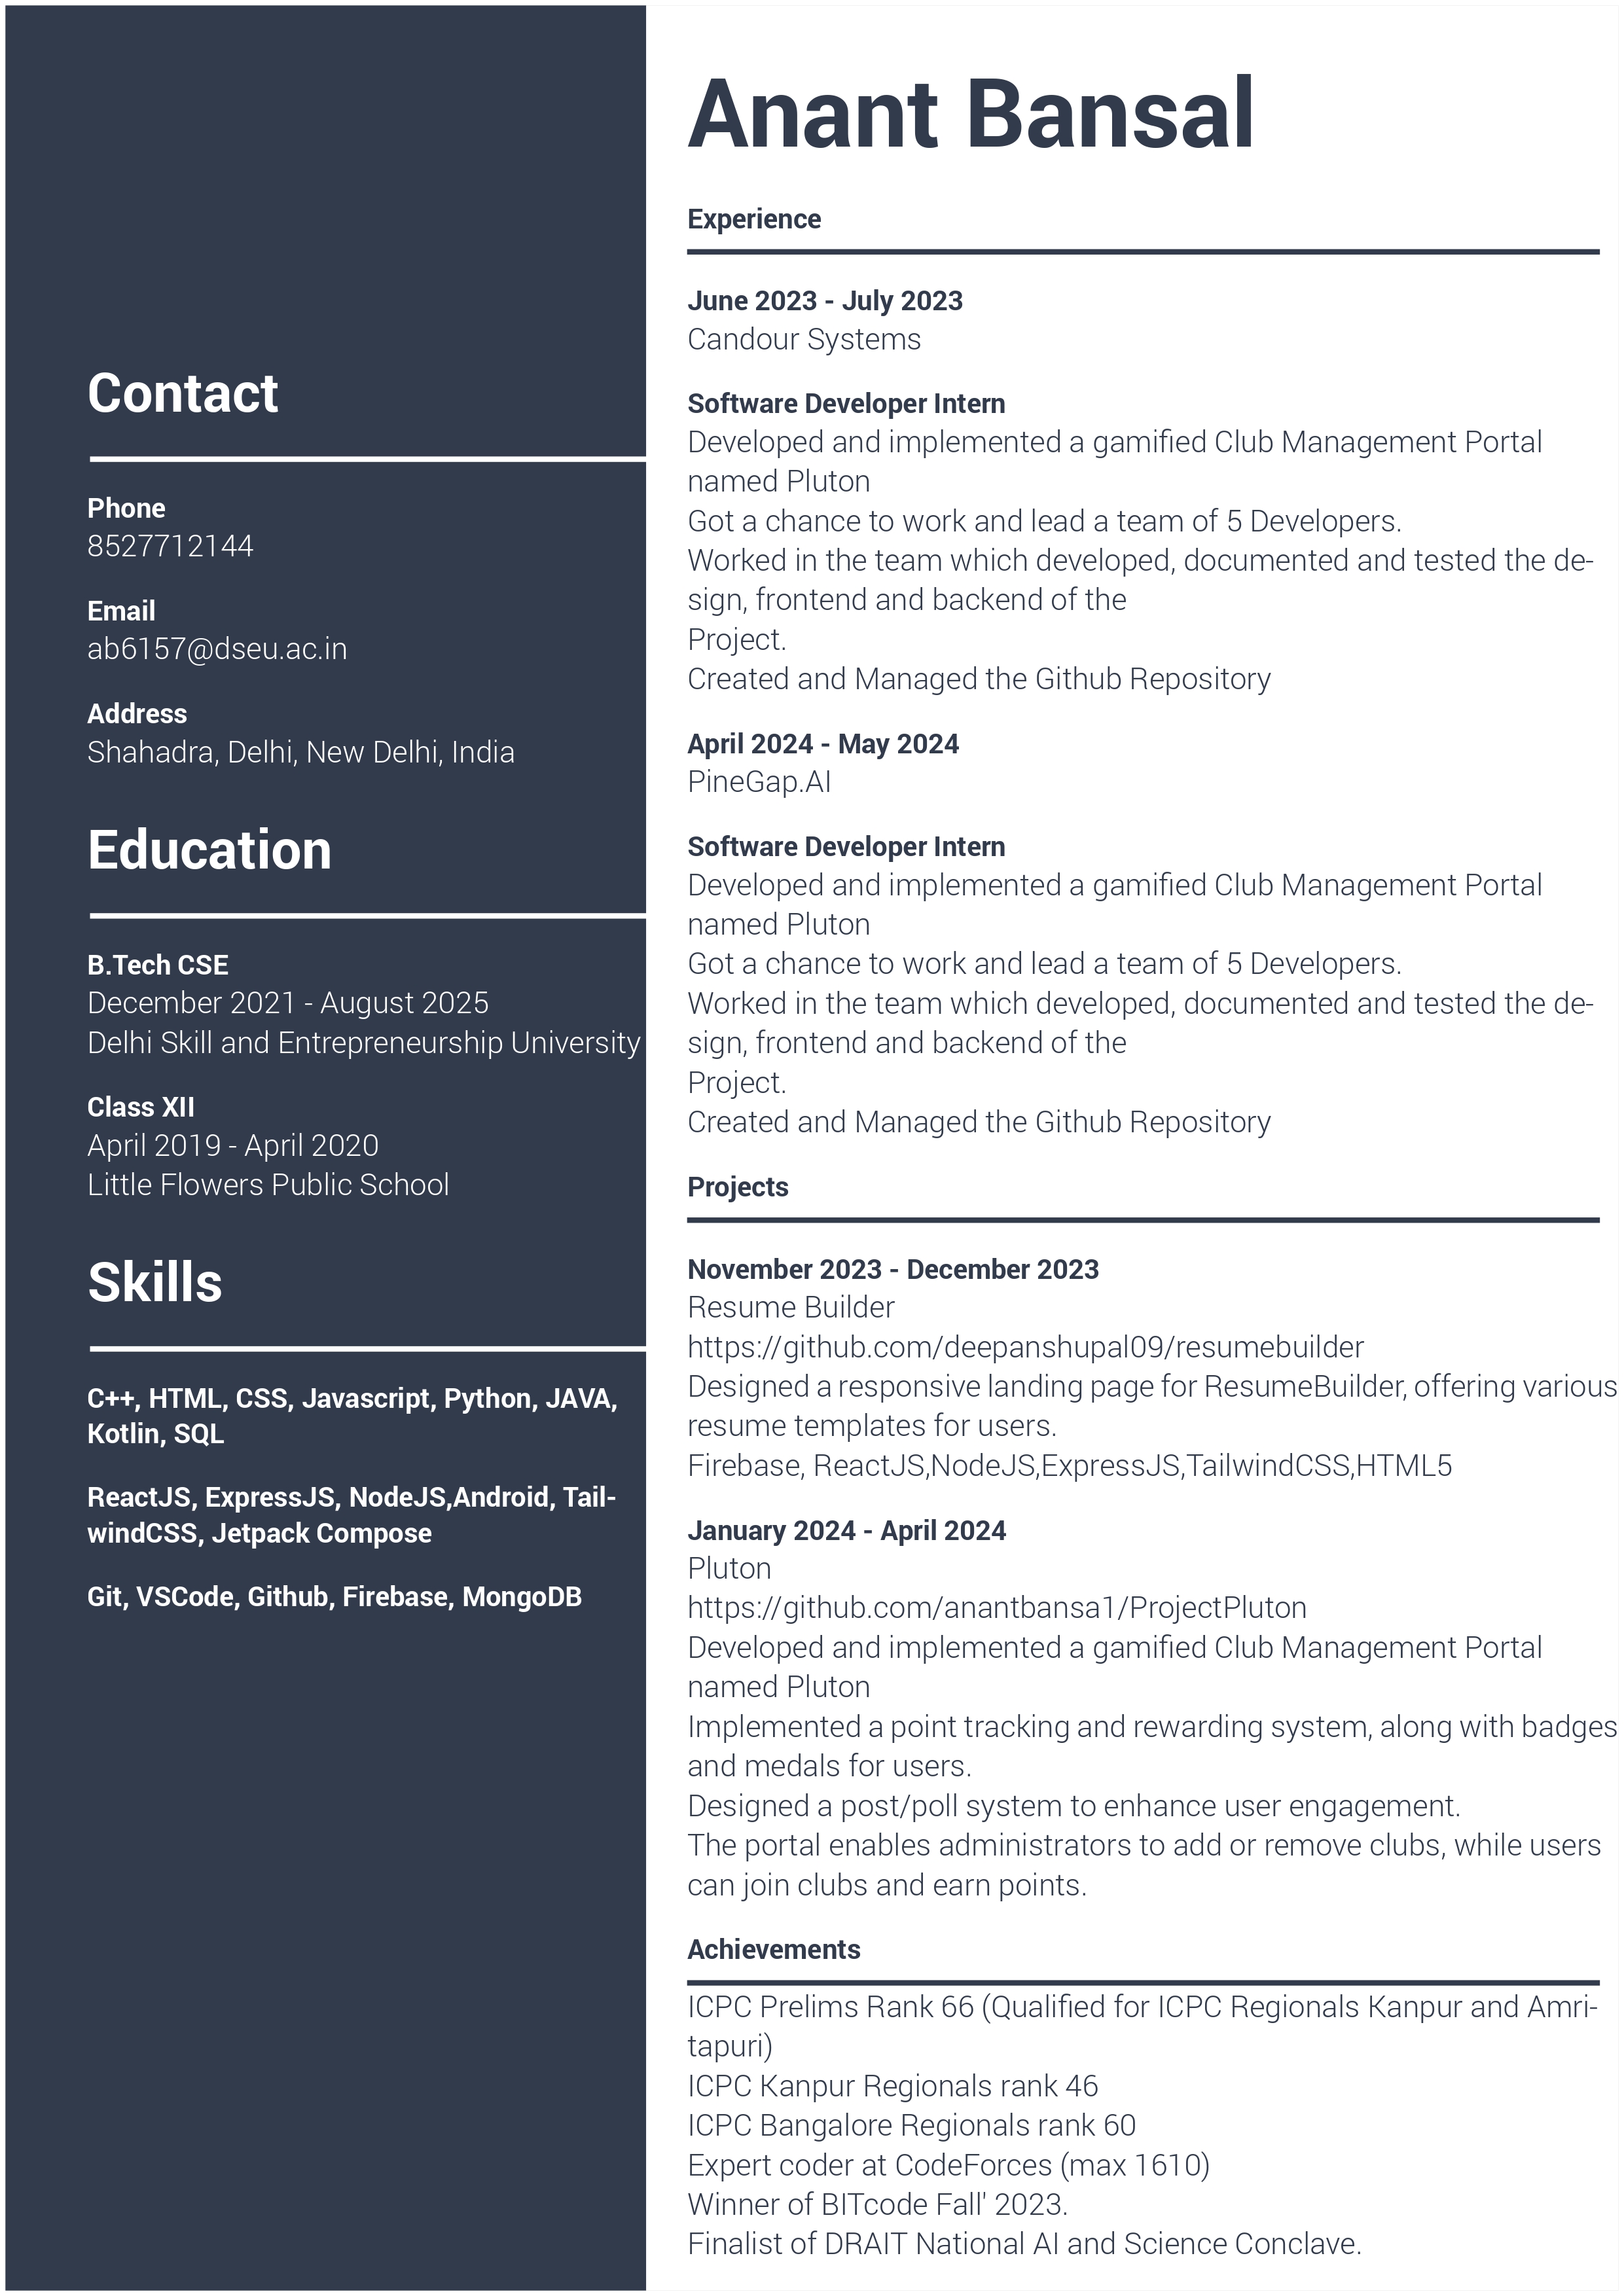 Contact
Phone
8527712144
Email
ab6157@dseu.ac.in
Address
Shahadra, Delhi, New Delhi, India
Education
B.Tech CSE
December 2021 - August 2025
Delhi Skill and Entrepreneurship University
Class XII
April 2019 - April 2020
Little Flowers Public School
Skills
C++, HTML, CSS, Javascript, Python, JAVA,
Kotlin, SQL
ReactJS, ExpressJS, NodeJS,Android, Tail-
windCSS, Jetpack Compose
Git, VSCode, Github, Firebase, MongoDB
Anant Bansal
Experience
June 2023 - July 2023
Candour Systems
Software Developer Intern
Developed and implemented a gamified Club Management Portal
named Pluton
Got a chance to work and lead a team of 5 Developers.
Worked in the team which developed, documented and tested the de-
sign, frontend and backend of the
Project.
Created and Managed the Github Repository
April 2024 - May 2024
PineGap.AI
Software Developer Intern
Developed and implemented a gamified Club Management Portal
named Pluton
Got a chance to work and lead a team of 5 Developers.
Worked in the team which developed, documented and tested the de-
sign, frontend and backend of the
Project.
Created and Managed the Github Repository
Projects
November 2023 - December 2023
Resume Builder
https://github.com/deepanshupal09/resumebuilder
Designed a responsive landing page for ResumeBuilder, offering various
resume templates for users.
Firebase, ReactJS,NodeJS,ExpressJS,TailwindCSS,HTML5
January 2024 - April 2024
Pluton
https://github.com/anantbansa1/ProjectPluton
Developed and implemented a gamified Club Management Portal
named Pluton
Implemented a point tracking and rewarding system, along with badges
and medals for users.
Designed a post/poll system to enhance user engagement.
The portal enables administrators to add or remove clubs, while users
can join clubs and earn points.
Achievements
ICPC Prelims Rank 66 (Qualified for ICPC Regionals Kanpur and Amri-
tapuri)
ICPC Kanpur Regionals rank 46
ICPC Bangalore Regionals rank 60
Expert coder at CodeForces (max 1610)
Winner of BITcode Fall' 2023.
Finalist of DRAIT National AI and Science Conclave.